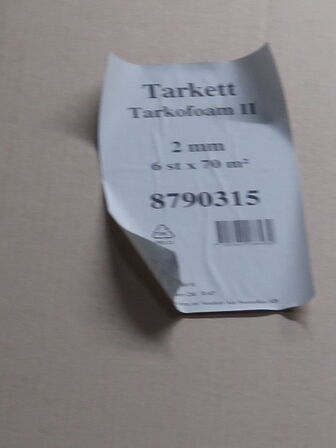 Tarkett
Tarkofoam II
2 mm
6 st x 70 m²
8790315